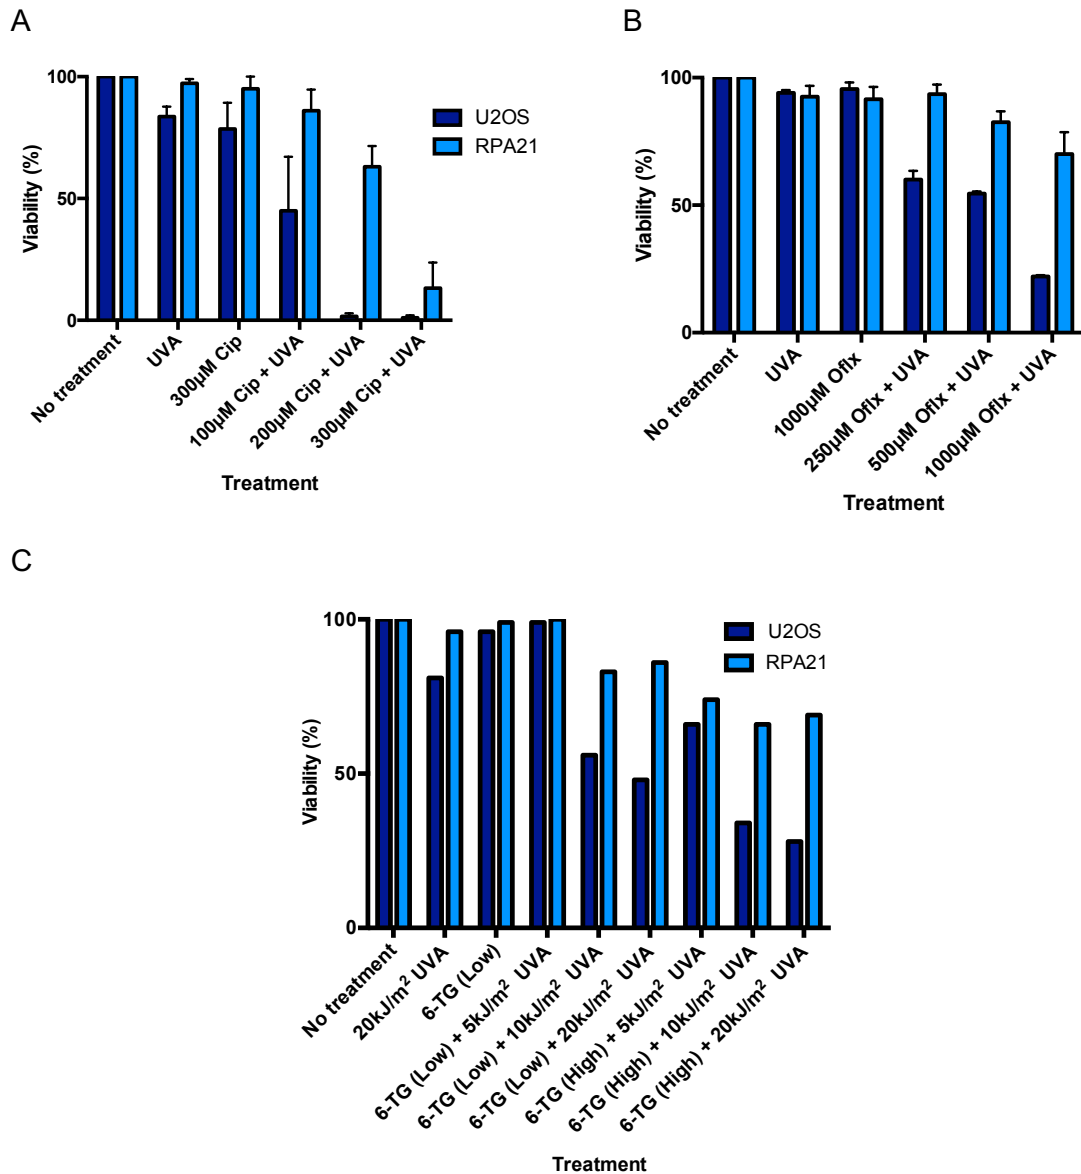 A
100
50
0
Viability (%)
U2OS
RPA21
No treatment
UVA
300µM Cip
100µM Cip + UVA
200µM Cip + UVA
300µM Cip + UVA
Treatment
B
100
50
0
Viability (%)
No treatment
UVA
1000µM Oflx
250µM Oflx + UVA
500µM Oflx + UVA
1000µM Oflx + UVA
Treatment
C
100
50
0
Viability (%)
U2OS
RPA21
No treatment
20kJ/m² UVA
6-TG (Low)
6-TG (Low) + 5kJ/m² UVA
6-TG (Low) + 10kJ/m² UVA
6-TG (Low) + 20kJ/m² UVA
6-TG (High) + 5kJ/m² UVA
6-TG (High) + 10kJ/m² UVA
6-TG (High) + 20kJ/m² UVA
Treatment